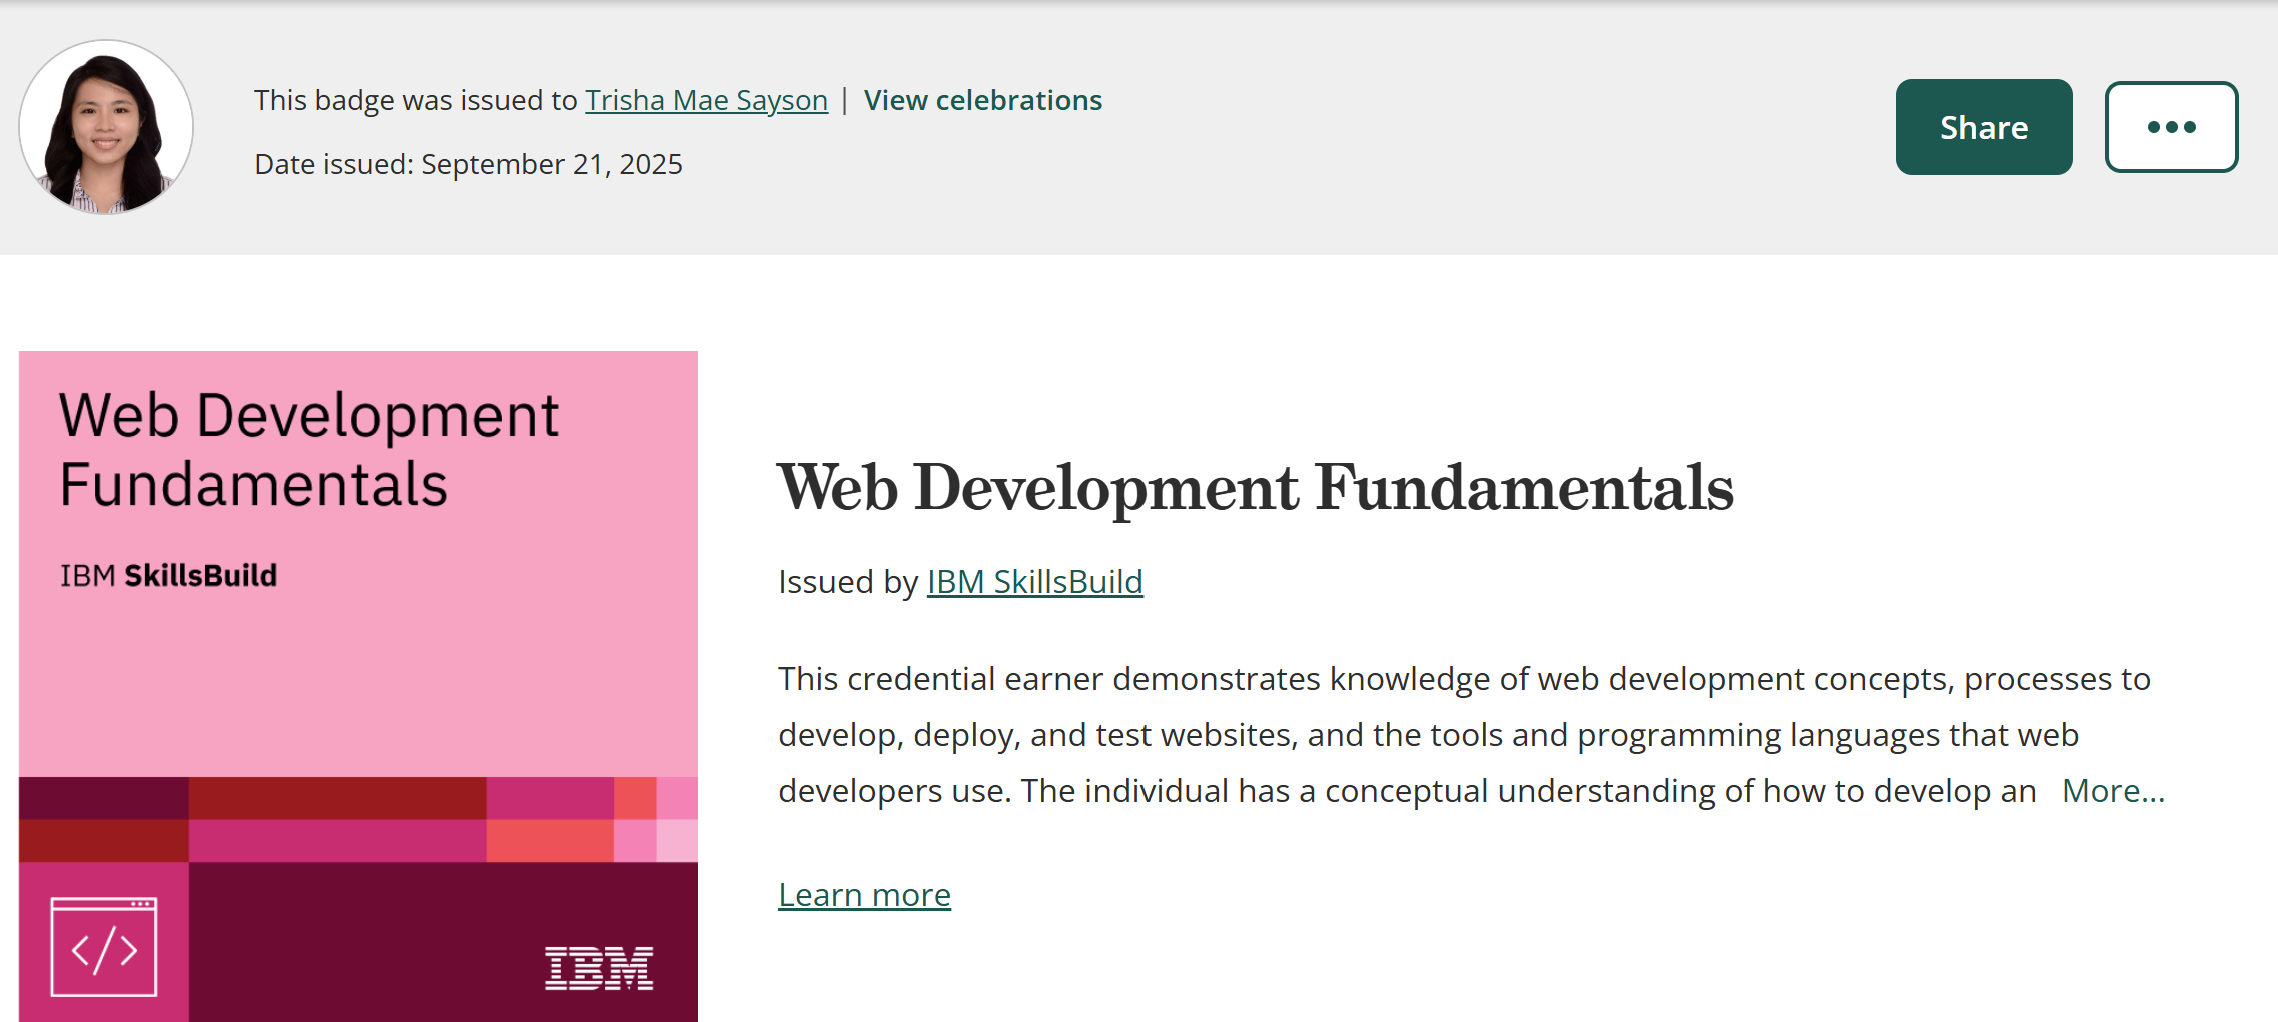 This badge was issued to Trisha Mae Sayson | View celebrations
Date issued: September 21, 2025
Share
Web Development
Fundamentals
IBM SkillsBuild
</>
IBM
Web Development Fundamentals
Issued by IBM SkillsBuild
This credential earner demonstrates knowledge of web development concepts, processes to
develop, deploy, and test websites, and the tools and programming languages that web
developers use. The individual has a conceptual understanding of how to develop an More...
Learn more